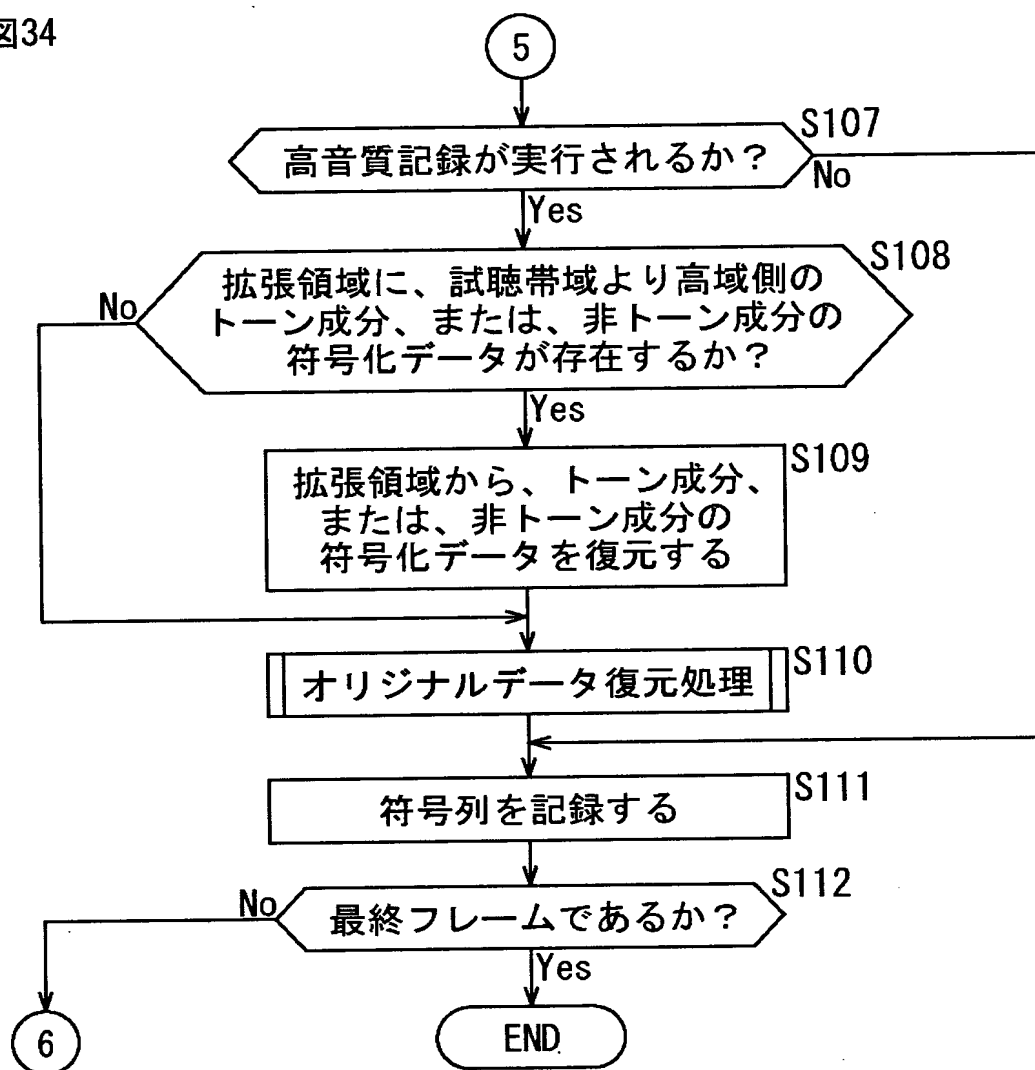 図34
5
S107
高音質記録が実行されるか？
No
Yes
S108
No
拡張領域に、試聴帯域より高域側の
トーン成分、または、非トーン成分の
符号化データが存在するか？
Yes
S109
拡張領域から、トーン成分、
または、非トーン成分の
符号化データを復元する
S110
オリジナルデータ復元処理
S111
符号列を記録する
S112
No
最終フレームであるか？
Yes
6
END